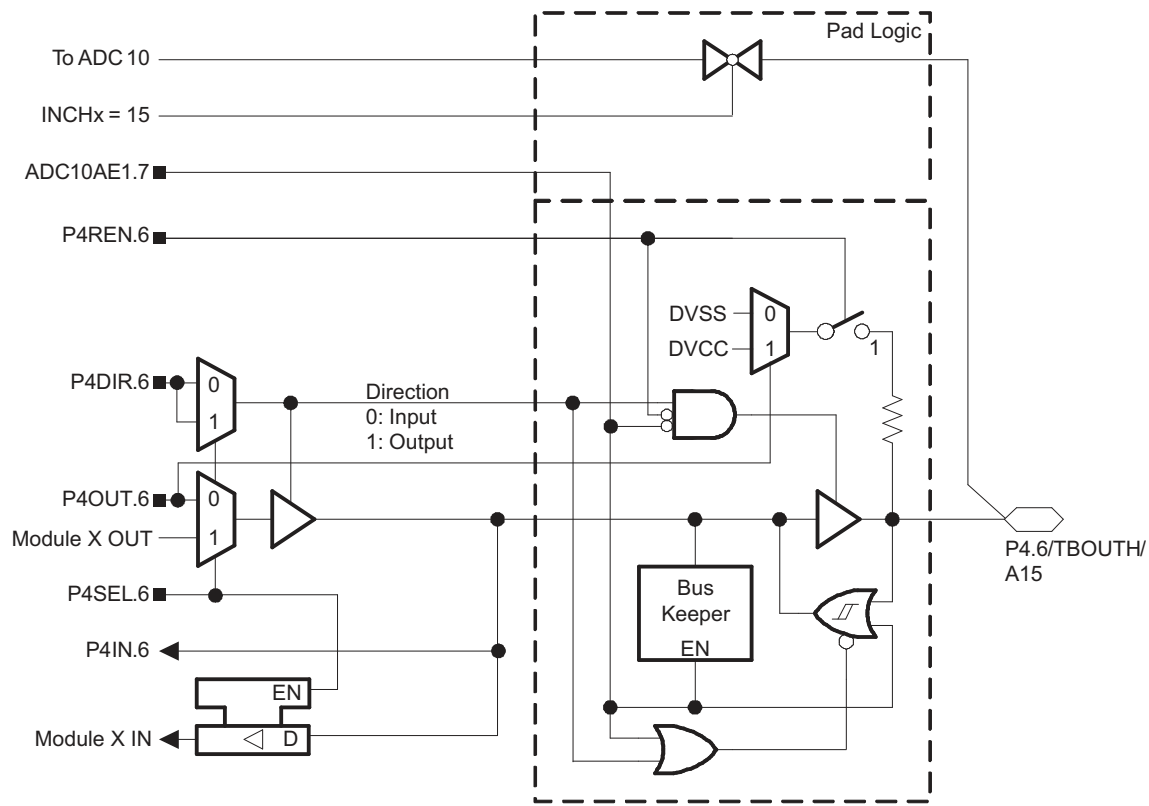 Pad Logic
To ADC 10
INCHx = 15
ADC10AE1.7
P4REN.6
DVSS
0
DVCC
1
1
P4DIR.6
0
1
Direction
0: Input
1: Output
P4OUT.6
0
Module X OUT
1
P4.6/TBOUTH/
A15
P4SEL.6
Bus
Keeper
EN
P4IN.6
EN
Module X IN
D